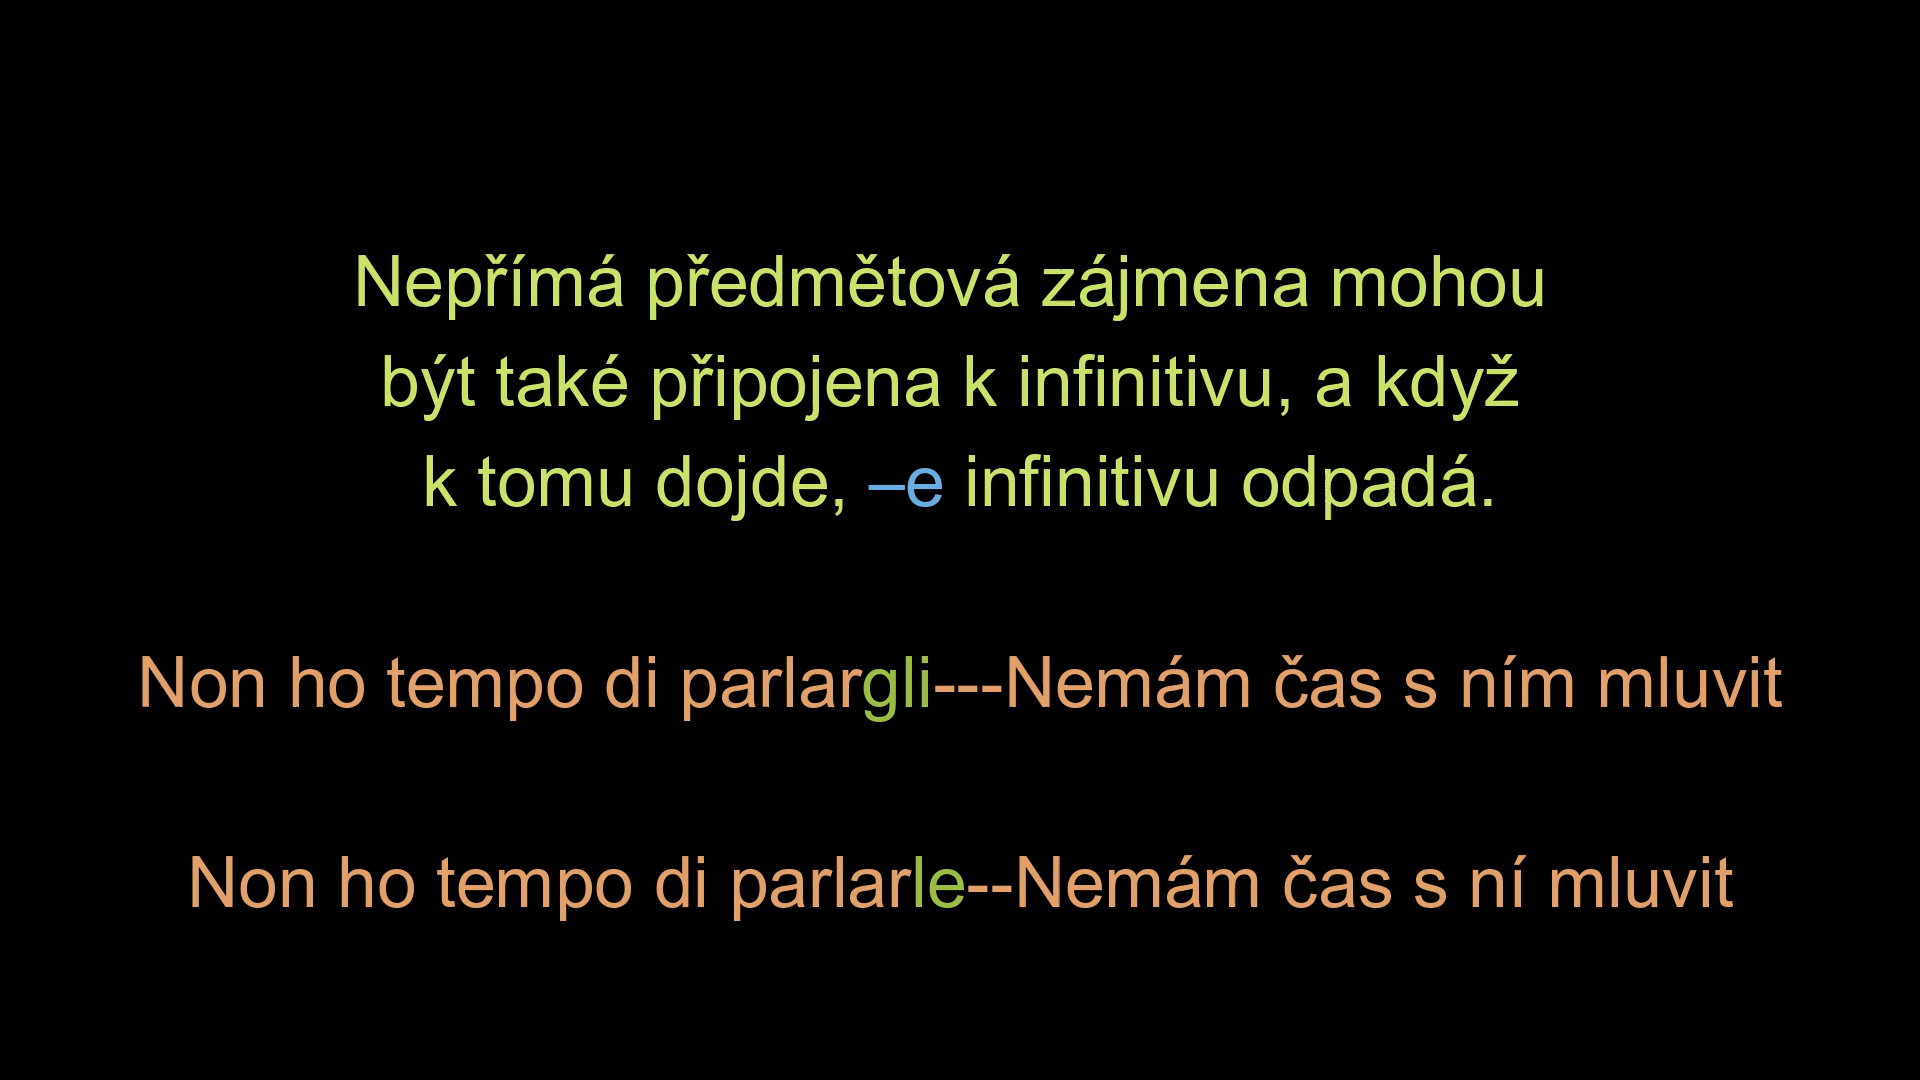 Nepřímá předmětová zájmena mohou
být také připojena k infinitivu, a když
k tomu dojde, –e infinitivu odpadá.
Non ho tempo di parlargli---Nemám čas s ním mluvit
Non ho tempo di parlarle--Nemám čas s ní mluvit